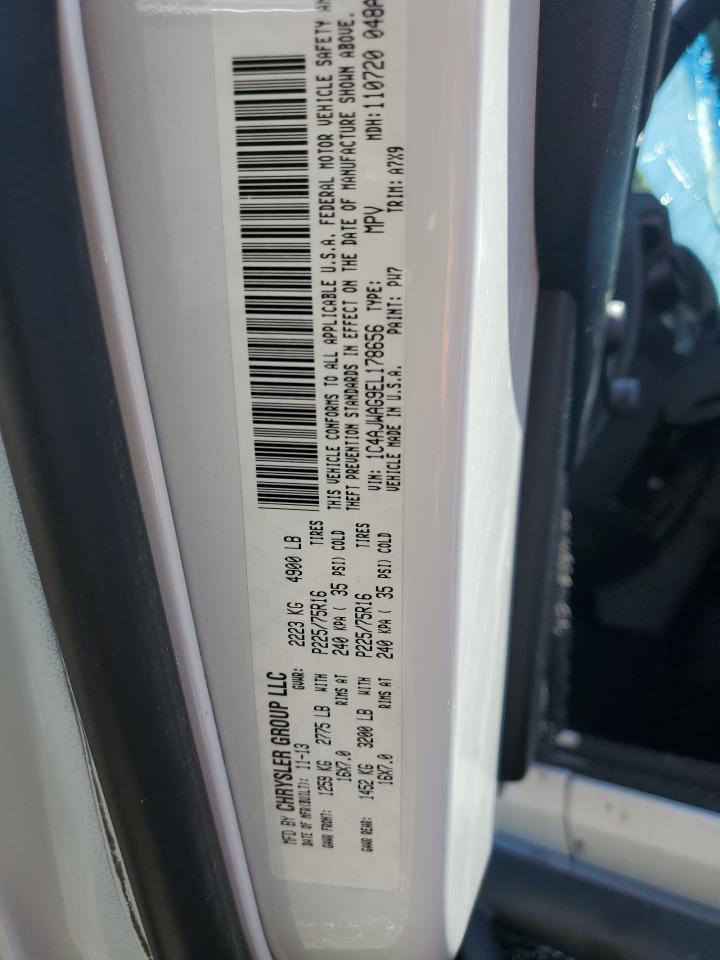 MFD BY CHRYSLER GROUP LLC
DATE OF MFR(BUILT): 11-13 GVWR: 2223 KG 4900 LB
GAWR FRONT: 1259 KG 2775 LB WITH P225/75R16 TIRES
16X7.0 RIMS AT 240 KPA ( 35 PSI) COLD
GAWR REAR: 1452 KG 3200 LB WITH P225/75R16 TIRES
16X7.0 RIMS AT 240 KPA ( 35 PSI) COLD
THIS VEHICLE CONFORMS TO ALL APPLICABLE U.S.A. FEDERAL MOTOR VEHICLE SAFETY
THEFT PREVENTION STANDARDS IN EFFECT ON THE DATE OF MANUFACTURE SHOWN ABOVE.
VIN: 1C4AJWAG9EL178656 TYPE: MPV MDH:110720 048A
VEHICLE MADE IN U.S.A. PAINT: PW7 TRIM: A7X9